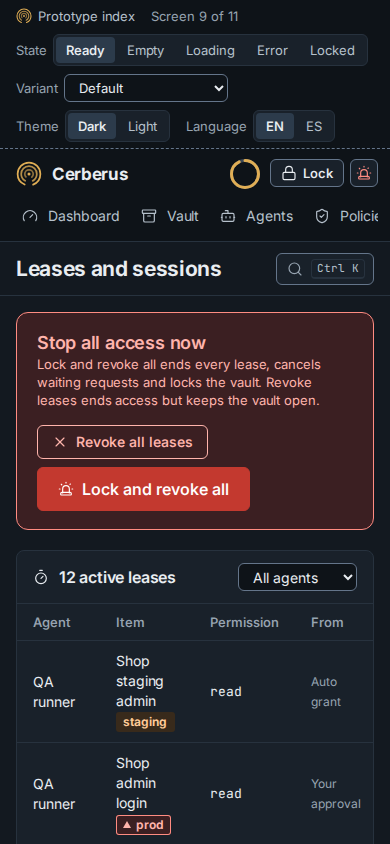 Prototype index Screen 9 of 11
State Ready Empty Loading Error Locked
Variant Default
Theme Dark Light Language EN ES
Cerberus Lock
Dashboard Vault Agents Policie
Leases and sessions Ctrl K
Stop all access now
Lock and revoke all ends every lease, cancels
waiting requests and locks the vault. Revoke
leases ends access but keeps the vault open.
Revoke all leases
Lock and revoke all
12 active leases All agents
Agent Item Permission From
QA
runner
Shop
staging
admin
staging
read
Auto
grant
QA
runner
Shop
admin
login
prod
read
Your
approval